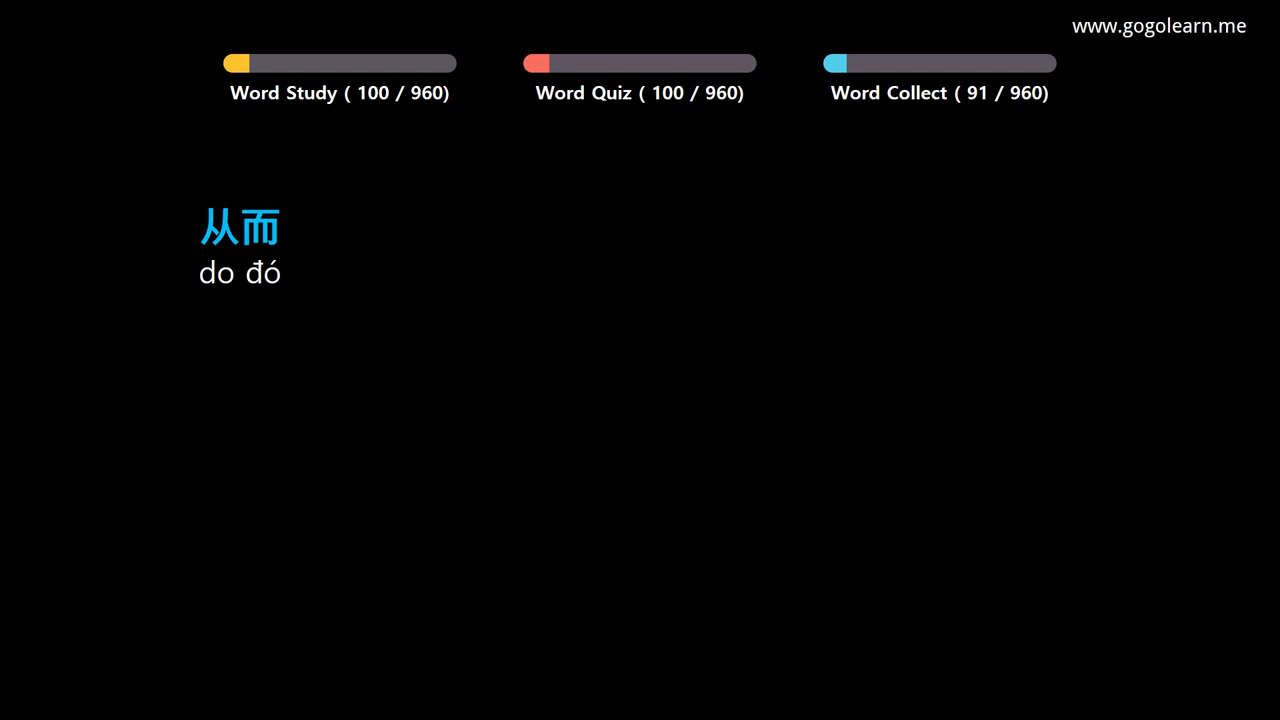 www.gogolearn.me
Word Study ( 100 / 960)
Word Quiz ( 100 / 960)
Word Collect ( 91 / 960)
从而
do đó